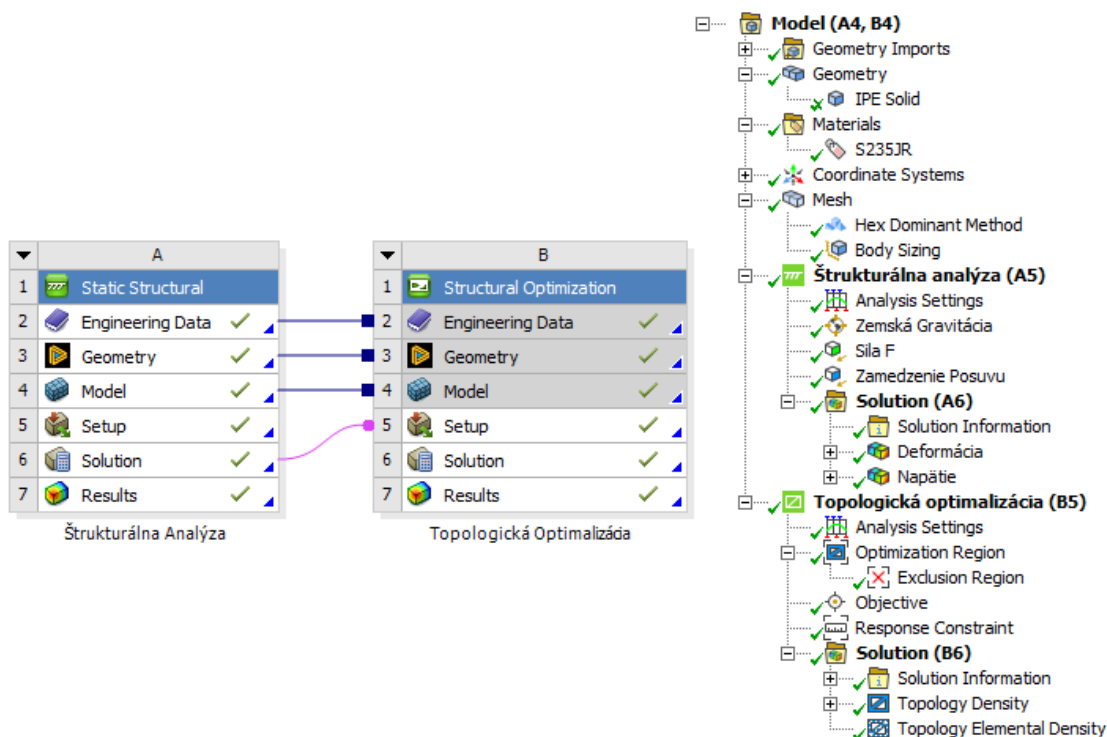 A
1 Static Structural
2 Engineering Data
3 Geometry
4 Model
5 Setup
6 Solution
7 Results
Štrukturálna Analýza
B
1 Structural Optimization
2 Engineering Data
3 Geometry
4 Model
5 Setup
6 Solution
7 Results
Topologická Optimalizácia
Model (A4, B4)
Geometry Imports
Geometry
IPE Solid
Materials
S235JR
Coordinate Systems
Mesh
Hex Dominant Method
Body Sizing
Štrukturálna analýza (A5)
Analysis Settings
Zemská Gravitácia
Sila F
Zamedzenie Posuvu
Solution (A6)
Solution Information
Deformácia
Napätie
Topologická optimalizácia (B5)
Analysis Settings
Optimization Region
Exclusion Region
Objective
Response Constraint
Solution (B6)
Solution Information
Topology Density
Topology Elemental Density